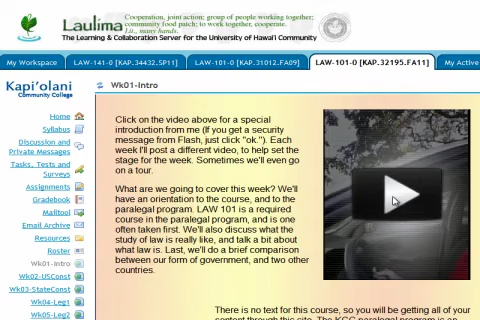 Laulima
Cooperation, joint action; group of people working together;
community food patch; to work together, cooperate.
Lit., many hands.
The Learning & Collaboration Server for the University of Hawai'i Community
My Workspace
LAW-141-0 [KAP.34432.SP11]
LAW-101-0 [KAP.31012.FA09]
LAW-101-0 [KAP.32195.FA11]
My Active
Kapi'olani
Community College
Wk01-Intro
Home
Syllabus
Discussion and
Private Messages
Tasks, Tests and
Surveys
Assignments
Gradebook
Mailtool
Email Archive
Resources
Roster
Wk01-Intro
Wk02-USConst
Wk03-StateConst
Wk04-Leg1
Wk05-Leg2
Click on the video above for a special
introduction from me (If you get a security
message from Flash, just click "ok."). Each
week I'll post a different video, to help set the
stage for the week. Sometimes we'll even go
on a tour.
What are we going to cover this week? We'll
have an orientation to the course, and to the
paralegal program. LAW 101 is a required
course in the paralegal program, and is one
often taken first. We'll also discuss what the
study of law is really like, and talk a bit about
what law is. Last, we'll do a brief comparison
between our form of government, and two other
countries.
There is no text for this course, so you will be getting all of your
content through this site. The KCC paralegal program is an